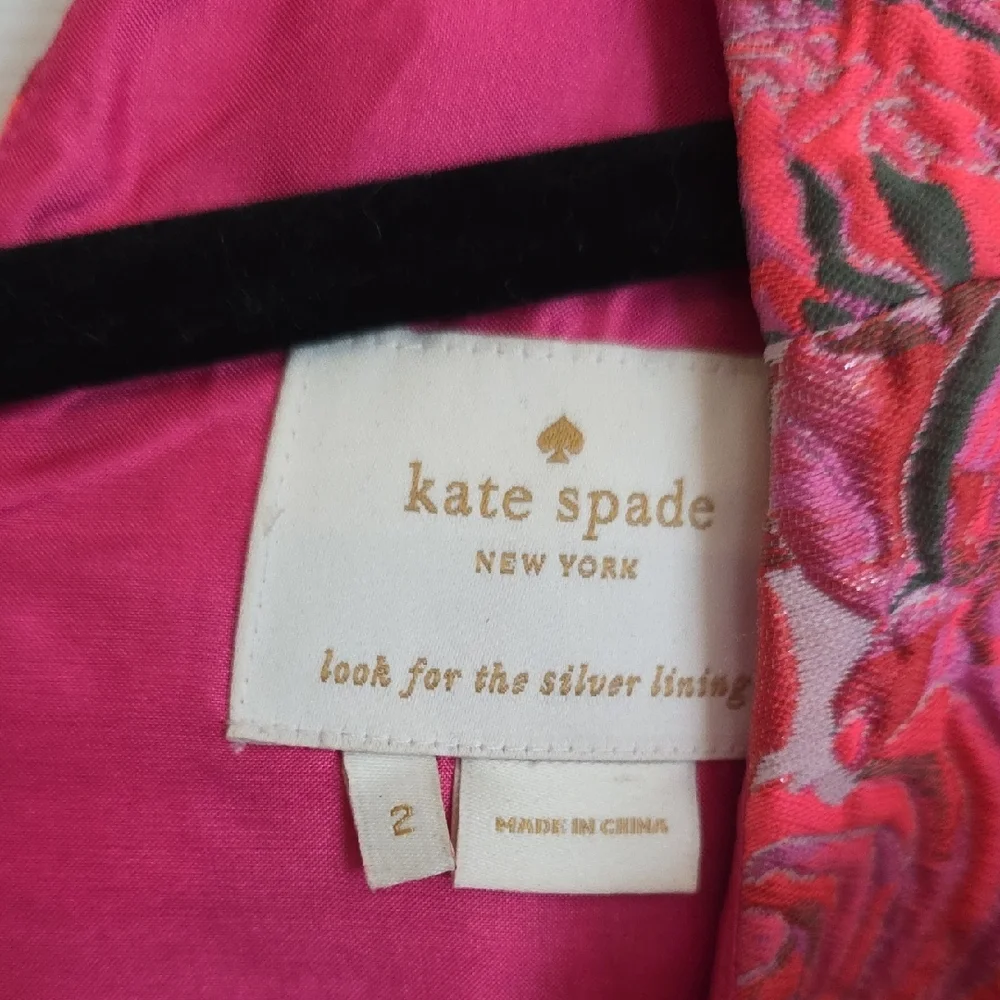 kate spade
NEW YORK
look for the silver lining
2
MADE IN CHINA